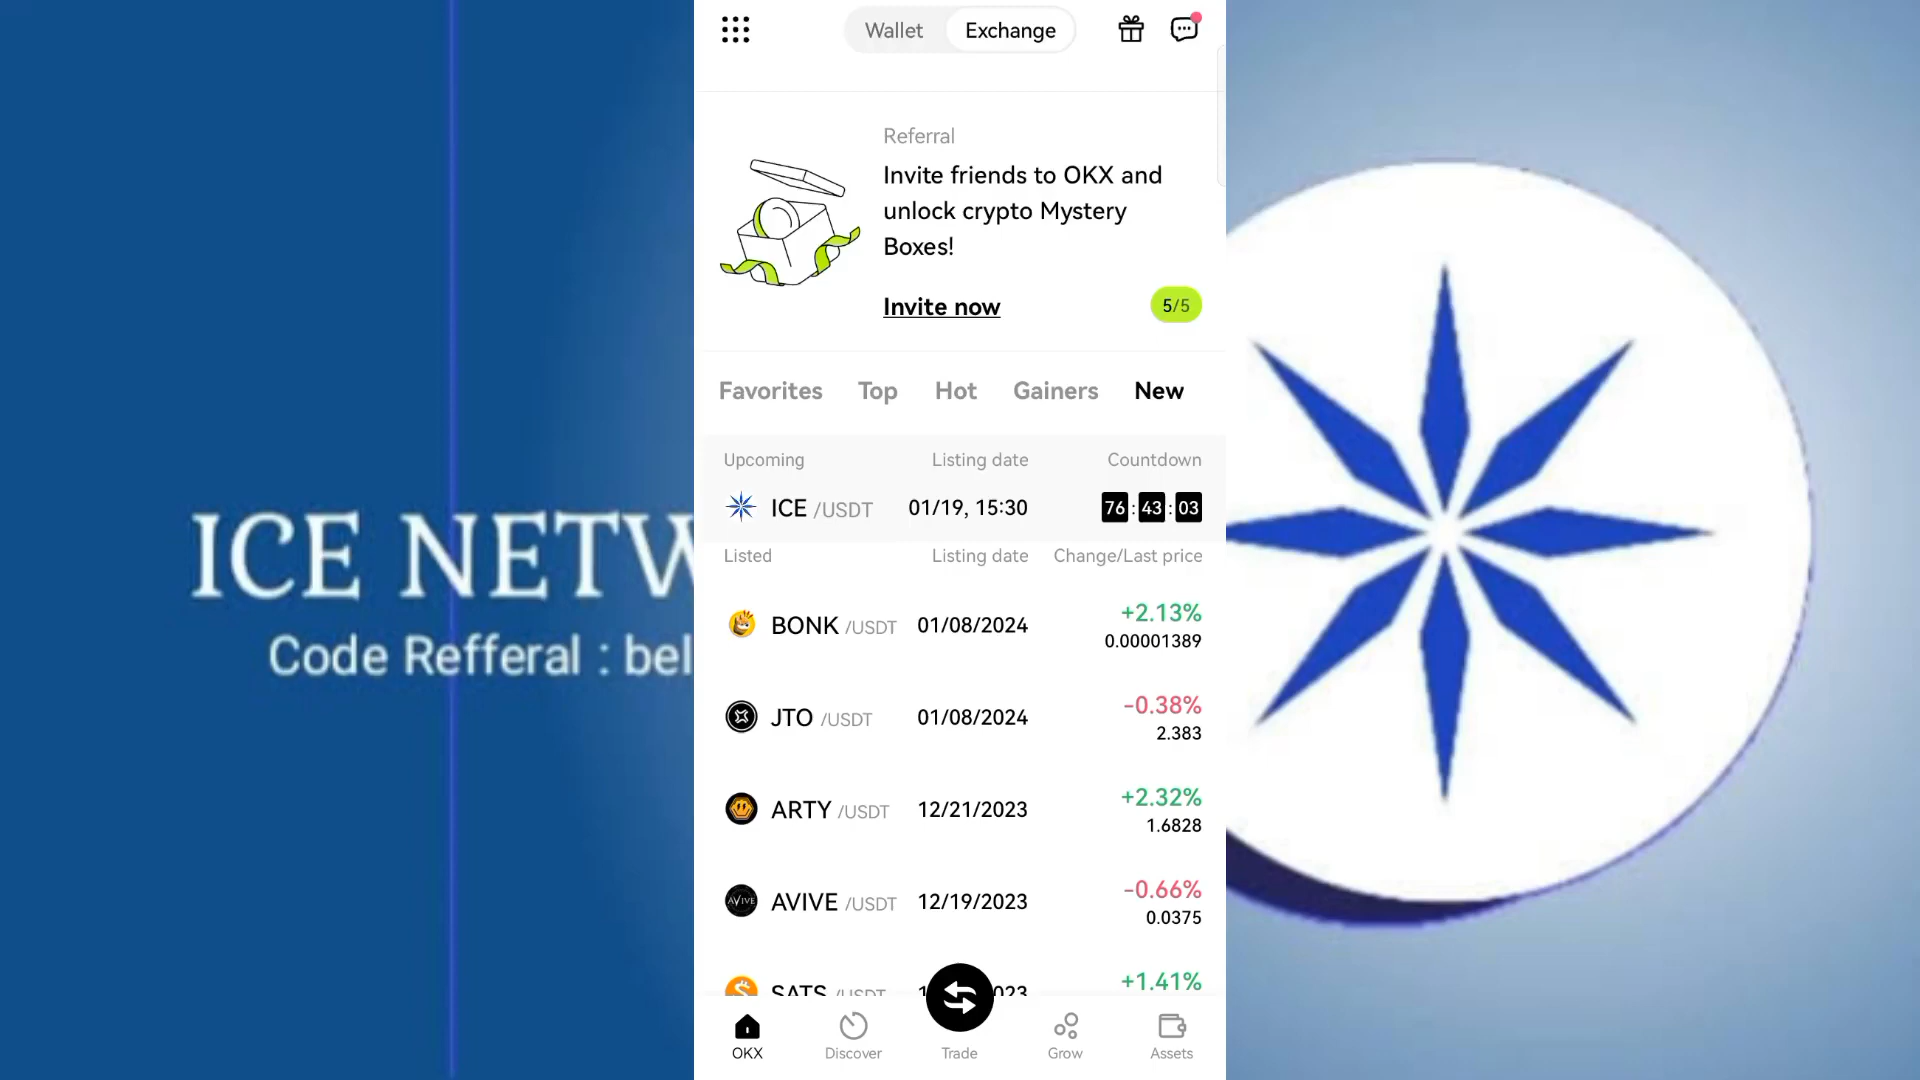 Wallet Exchange
Referral
Invite friends to OKX and
unlock crypto Mystery
Boxes!
Invite now 5/5
Favorites Top Hot Gainers New
Upcoming Listing date Countdown
ICE /USDT 01/19, 15:30 76:43:03
Listed Listing date Change/Last price
BONK /USDT 01/08/2024 +2.13%
0.00001389
JTO /USDT 01/08/2024 -0.38%
2.383
ARTY /USDT 12/21/2023 +2.32%
1.6828
AVIVE
AVIVE /USDT 12/19/2023 -0.66%
0.0375
SATS /USDT +1.41%
OKX Discover Trade Grow Assets
ICE NETW
Code Refferal : bel